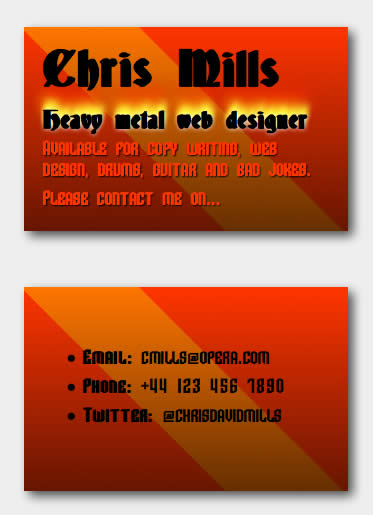 Chris Mills
Heavy metal web designer
Available for copy writing, web
design, drums, guitar and bad jokes.
Please contact me on...
• Email: cmills@opera.com
• Phone: +44 123 456 7890
• Twitter: @chrisdavidmills